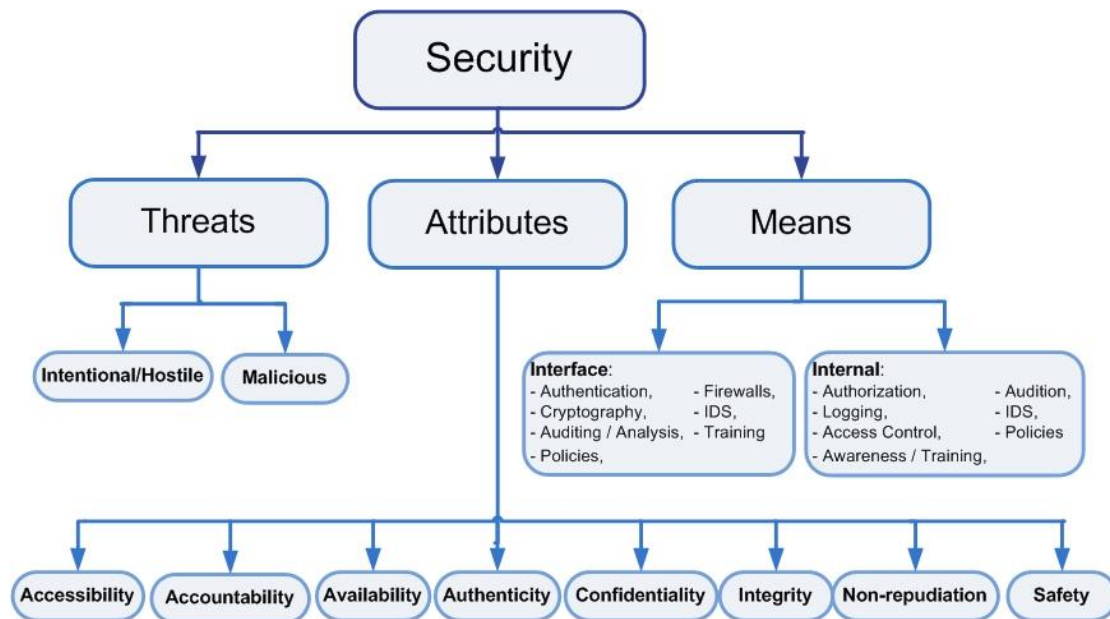 Security
Threats
Attributes
Means
Intentional/Hostile
Malicious
Interface:
- Authentication, - Firewalls,
- Cryptography, - IDS,
- Auditing / Analysis, - Training
- Policies,
Internal:
- Authorization, - Audition,
- Logging, - IDS,
- Access Control, - Policies
- Awareness / Training,
Accessibility
Accountability
Availability
Authenticity
Confidentiality
Integrity
Non-repudiation
Safety